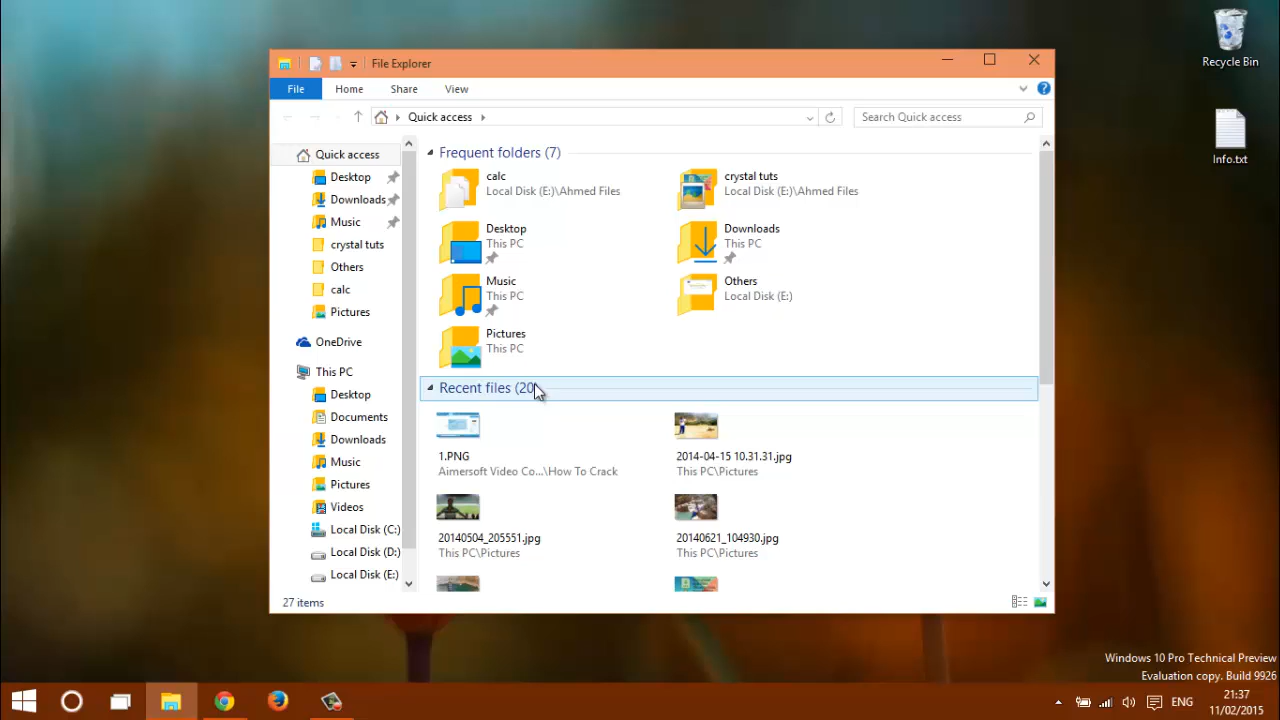 Recycle Bin
Info.txt
File Explorer
File Home Share View
Quick access
Search Quick access
Quick access
Desktop
Downloads
Music
crystal tuts
Others
calc
Pictures
OneDrive
This PC
Desktop
Documents
Downloads
Music
Pictures
Videos
Local Disk (C:)
Local Disk (D:)
Local Disk (E:)
Frequent folders (7)
calc
Local Disk (E:)\Ahmed Files
crystal tuts
Local Disk (E:)\Ahmed Files
Desktop
This PC
Downloads
This PC
Music
This PC
Others
Local Disk (E:)
Pictures
This PC
Recent files (20)
1.PNG
Aimersoft Video Co...\How To Crack
2014-04-15 10.31.31.jpg
This PC\Pictures
20140504_205551.jpg
This PC\Pictures
20140621_104930.jpg
This PC\Pictures
27 items
Windows 10 Pro Technical Preview
Evaluation copy. Build 9926
ENG
21:37
11/02/2015